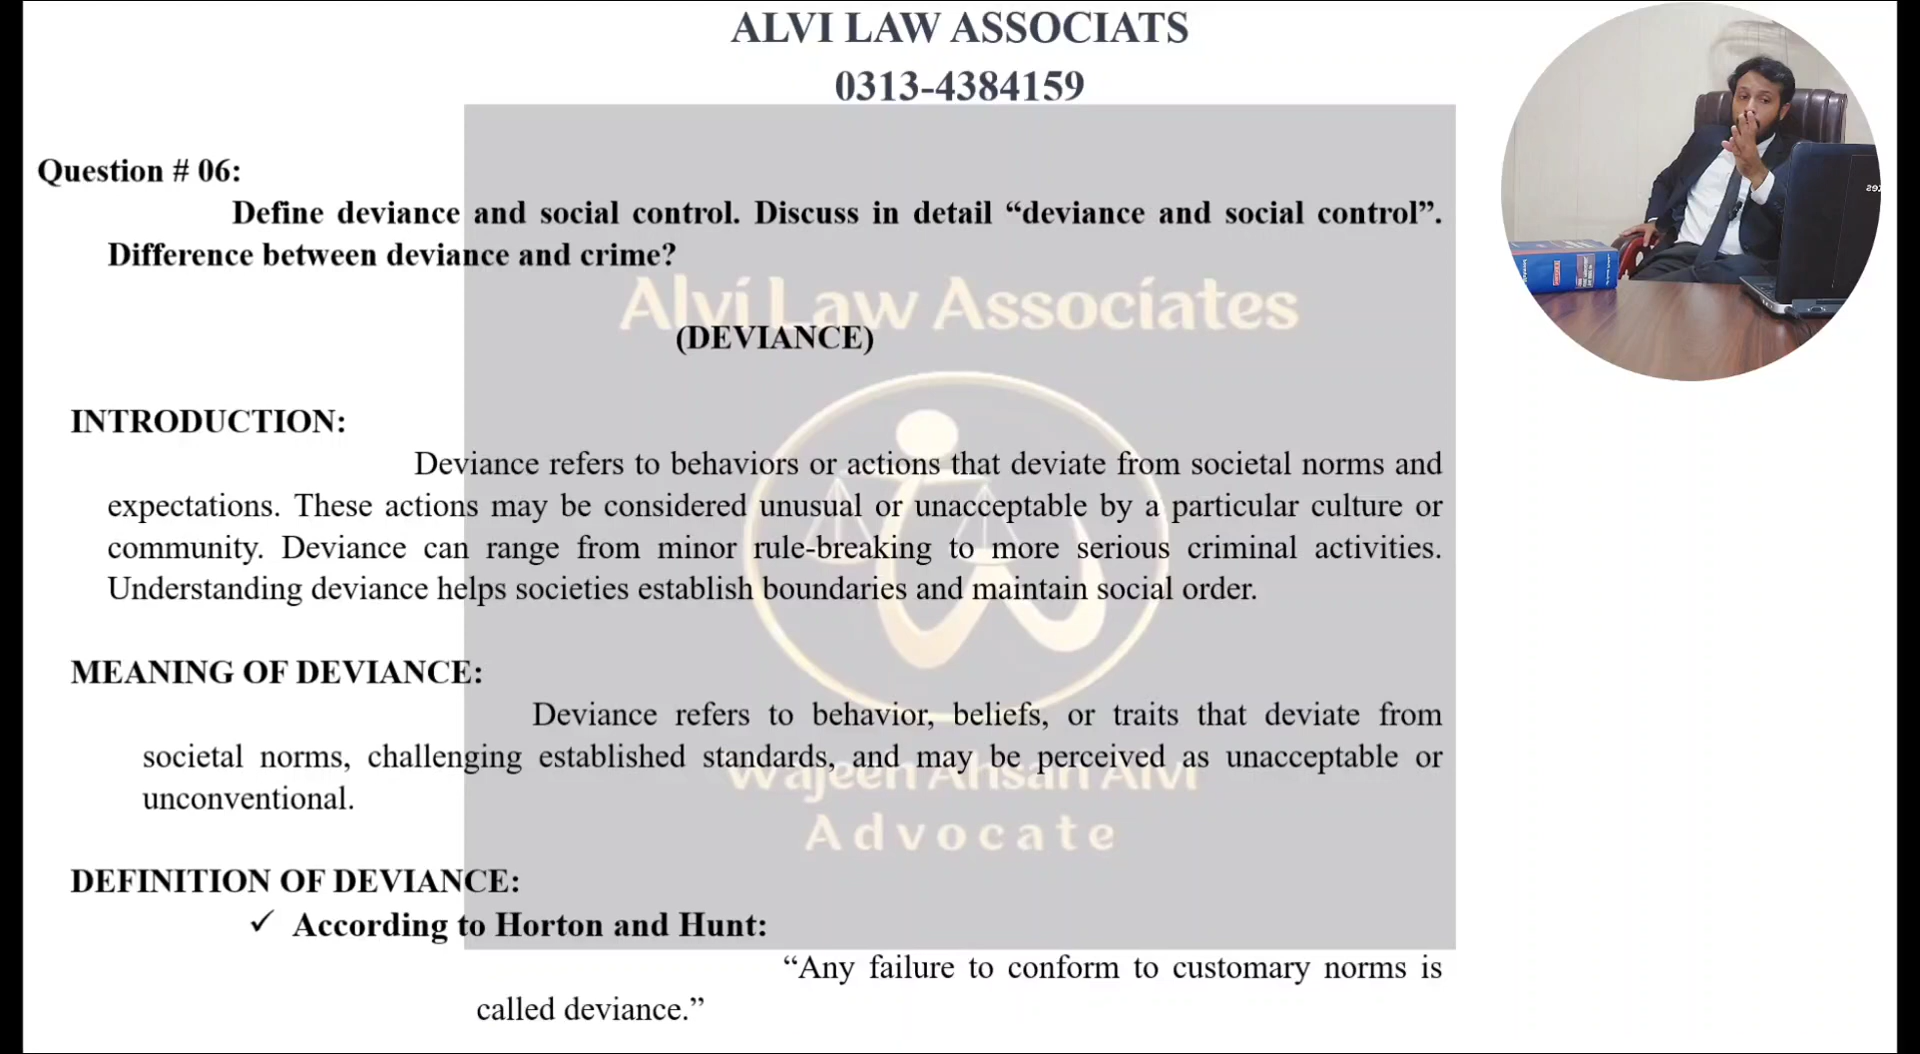 ALVI LAW ASSOCIATS
0313-4384159
Question # 06:
Define deviance and social control. Discuss in detail “deviance and social control”.
Difference between deviance and crime?
Alvi Law Associates
(DEVIANCE)
INTRODUCTION:
Deviance refers to behaviors or actions that deviate from societal norms and
expectations. These actions may be considered unusual or unacceptable by a particular culture or
community. Deviance can range from minor rule-breaking to more serious criminal activities.
Understanding deviance helps societies establish boundaries and maintain social order.
MEANING OF DEVIANCE:
Deviance refers to behavior, beliefs, or traits that deviate from
societal norms, challenging established standards, and may be perceived as unacceptable or
Wajeeh Ahsan Alvi
unconventional.
Advocate
DEFINITION OF DEVIANCE:
✓ According to Horton and Hunt:
“Any failure to conform to customary norms is
called deviance.”